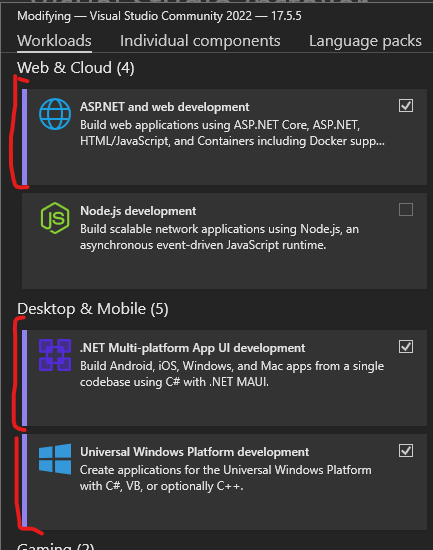 Modifying — Visual Studio Community 2022 — 17.5.5
Workloads Individual components Language packs
Web & Cloud (4)
ASP.NET and web development
Build web applications using ASP.NET Core, ASP.NET,
HTML/JavaScript, and Containers including Docker supp...
Node.js development
Build scalable network applications using Node.js, an
asynchronous event-driven JavaScript runtime.
Desktop & Mobile (5)
.NET Multi-platform App UI development
Build Android, iOS, Windows, and Mac apps from a single
codebase using C# with .NET MAUI.
Universal Windows Platform development
Create applications for the Universal Windows Platform
with C#, VB, or optionally C++.
Gaming (2)